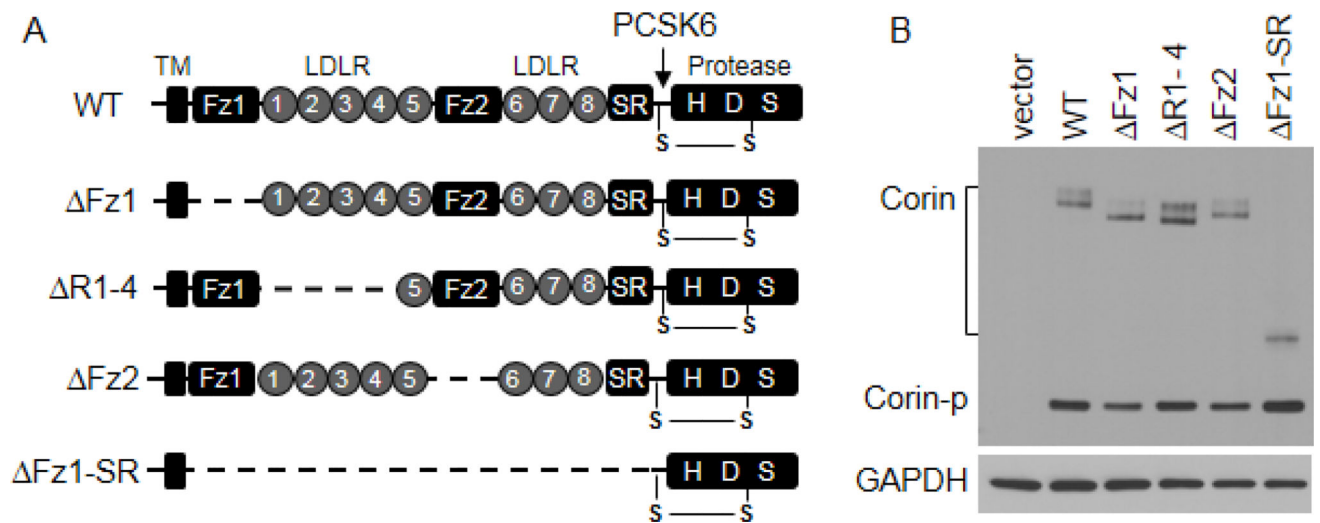 A
PCSK6
TM LDLR LDLR Protease
WT Fz1 1 2 3 4 5 Fz2 6 7 8 SR H D S
S S
ΔFz1 1 2 3 4 5 Fz2 6 7 8 SR H D S
S S
ΔR1-4 Fz1 5 Fz2 6 7 8 SR H D S
S S
ΔFz2 Fz1 1 2 3 4 5 6 7 8 SR H D S
S S
ΔFz1-SR H D S
S S
B
vector
WT
ΔFz1
ΔR1-4
ΔFz2
ΔFz1-SR
Corin
Corin-p
GAPDH